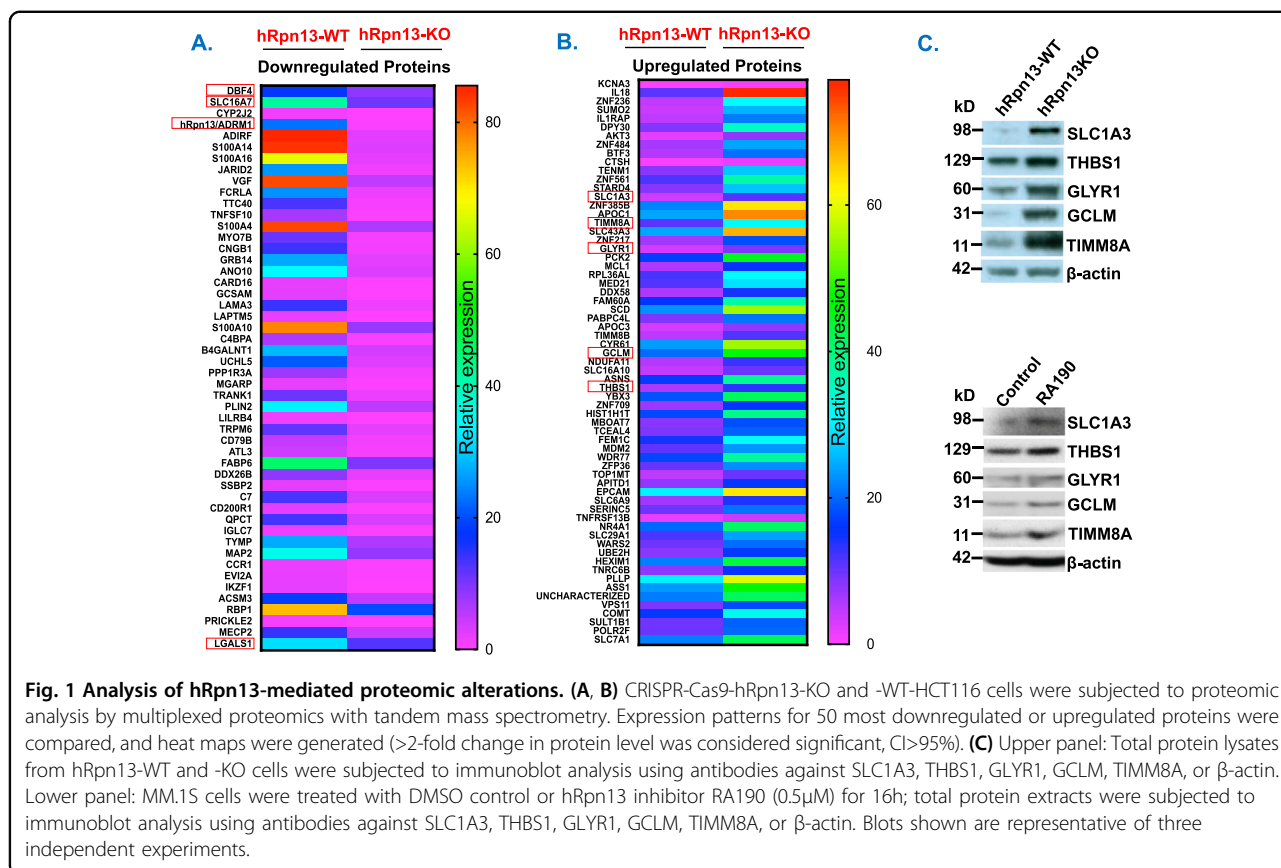 A.
hRpn13-WT hRpn13-KO
Downregulated Proteins
DBF4
SLC16A7
CYP2J2
hRpn13/ADRM1
ADIRF
S100A14
S100A16
JARID2
VGF
FCRLA
TTC40
TNFSF10
S100A4
MYO7B
CNGB1
GRB14
ANO10
CARD16
GCSAM
LAMA3
LAPTM5
S100A10
C4BPA
B4GALNT1
UCHL5
PPP1R3A
MGARP
TRANK1
PLIN2
LILRB4
TRPM6
CD79B
ATL3
FABP6
DDX26B
SSBP2
C7
CD200R1
QPCT
IGLC7
TYMP
MAP2
CCR1
EVI2A
IKZF1
ACSM3
RBP1
PRICKLE2
MECP2
LGALS1
80
60
40
20
0
Relative expression
B.
hRpn13-WT hRpn13-KO
Upregulated Proteins
KCNA3
IL18
ZNF236
SUMO2
IL1RAP
DPY30
AKT3
ZNF484
BTF3
CTSH
TENM1
ZNF561
STARD4
SLC1A3
ZNF385B
APOC1
TIMM8A
SLC43A3
ZNF217
GLYR1
PCK2
MCL1
RPL36AL
MED21
DDX58
FAM60A
SCD
PABPC4L
APOC3
TIMM8B
CYR61
GCLM
NDUFA11
SLC16A10
ASNS
THBS1
YBX3
ZNF709
HIST1H1T
MBOAT7
TCEAL4
FEM1C
MDM2
WDR77
ZFP36
TOP1MT
APITD1
EPCAM
SLC6A9
SERINC5
TNFRSF13B
NR4A1
SLC29A1
WARS2
UBE2H
HEXIM1
TNRC6B
PLLP
ASS1
UNCHARACTERIZED
VPS11
COMT
SULT1B1
POLR2F
SLC7A1
60
40
20
0
Relative expression
C.
hRpn13-WT hRpn13KO
kD
98 SLC1A3
129 THBS1
60 GLYR1
31 GCLM
11 TIMM8A
42 β-actin
Control RA190
kD
98 SLC1A3
129 THBS1
60 GLYR1
31 GCLM
11 TIMM8A
42 β-actin
Fig. 1 Analysis of hRpn13-mediated proteomic alterations. (A, B) CRISPR-Cas9-hRpn13-KO and -WT-HCT116 cells were subjected to proteomic
analysis by multiplexed proteomics with tandem mass spectrometry. Expression patterns for 50 most downregulated or upregulated proteins were
compared, and heat maps were generated (>2-fold change in protein level was considered significant, CI>95%). (C) Upper panel: Total protein lysates
from hRpn13-WT and -KO cells were subjected to immunoblot analysis using antibodies against SLC1A3, THBS1, GLYR1, GCLM, TIMM8A, or β-actin.
Lower panel: MM.1S cells were treated with DMSO control or hRpn13 inhibitor RA190 (0.5μM) for 16h; total protein extracts were subjected to
immunoblot analysis using antibodies against SLC1A3, THBS1, GLYR1, GCLM, TIMM8A, or β-actin. Blots shown are representative of three
independent experiments.